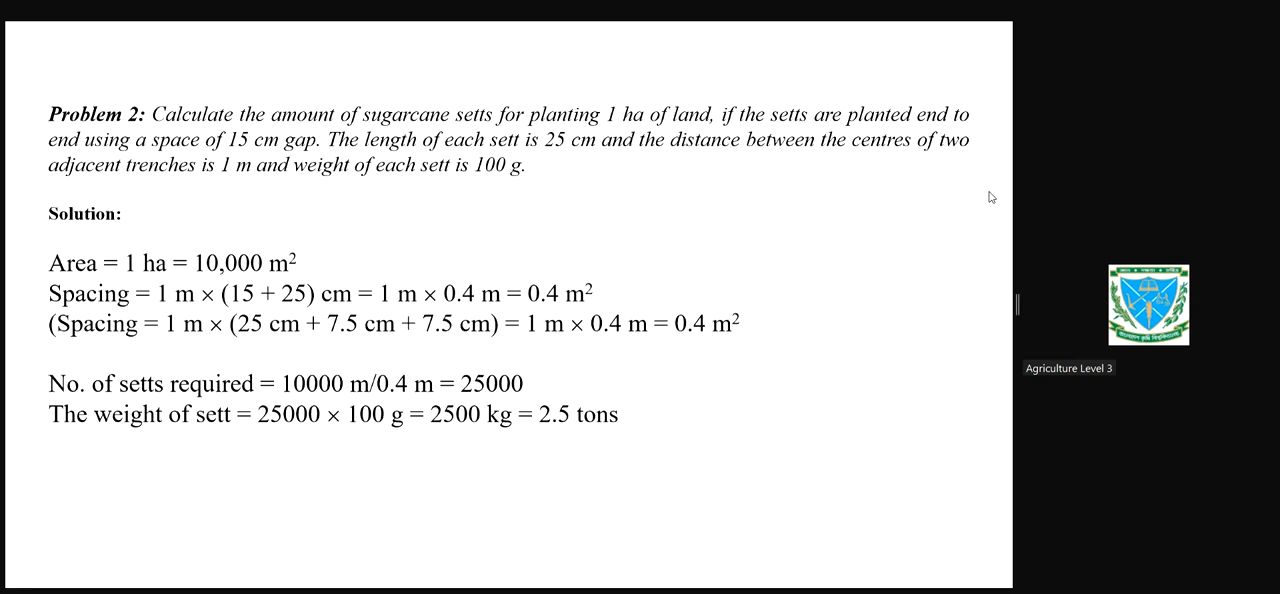 Problem 2: Calculate the amount of sugarcane setts for planting 1 ha of land, if the setts are planted end to
end using a space of 15 cm gap. The length of each sett is 25 cm and the distance between the centres of two
adjacent trenches is 1 m and weight of each sett is 100 g.
Solution:
Area = 1 ha = 10,000 m²
Spacing = 1 m × (15 + 25) cm = 1 m × 0.4 m = 0.4 m²
(Spacing = 1 m × (25 cm + 7.5 cm + 7.5 cm) = 1 m × 0.4 m = 0.4 m²
No. of setts required = 10000 m/0.4 m = 25000
The weight of sett = 25000 × 100 g = 2500 kg = 2.5 tons
Agriculture Level 3